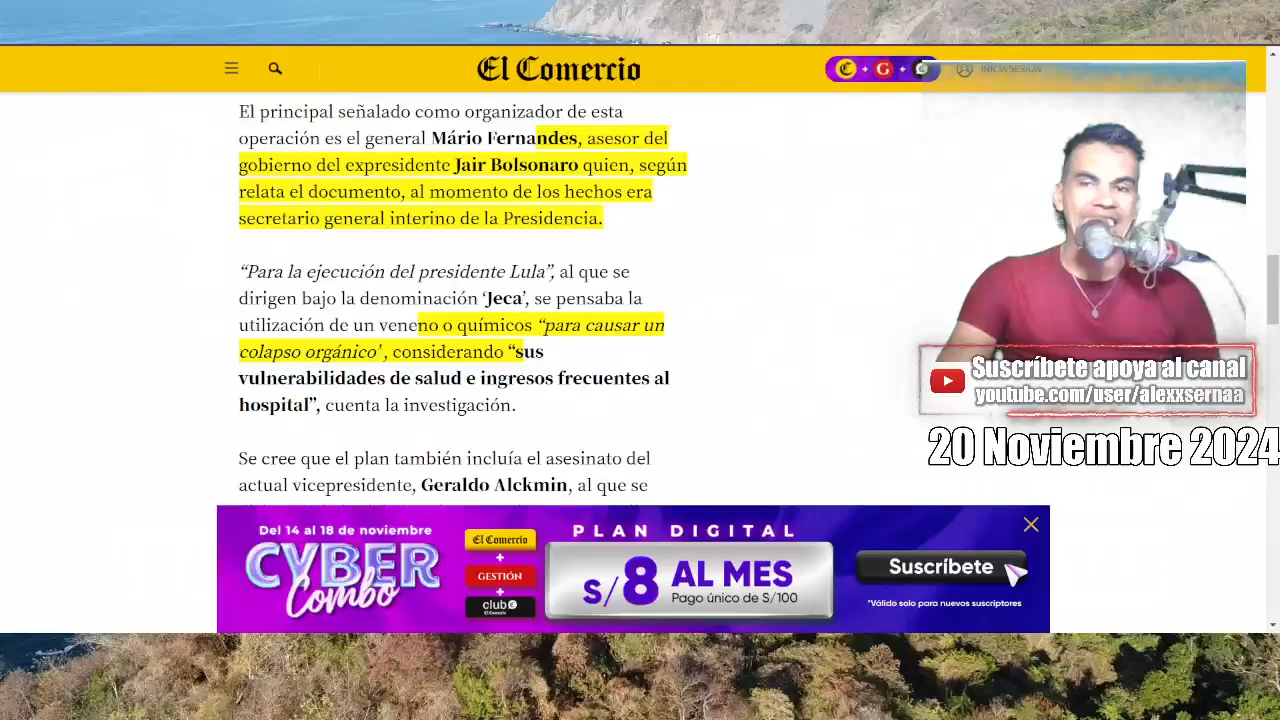 El Comercio
C + G +
INICIA SESIÓN
El principal señalado como organizador de esta
operación es el general Mário Fernandes, asesor del
gobierno del expresidente Jair Bolsonaro quien, según
relata el documento, al momento de los hechos era
secretario general interino de la Presidencia.
“Para la ejecución del presidente Lula”, al que se
dirigen bajo la denominación ‘Jeca’, se pensaba la
utilización de un veneno o químicos “para causar un
colapso orgánico”, considerando “sus
vulnerabilidades de salud e ingresos frecuentes al
hospital”, cuenta la investigación.
Se cree que el plan también incluía el asesinato del
actual vicepresidente, Geraldo Alckmin, al que se
Suscríbete apoya al canal
youtube.com/user/alexxsernaa
20 Noviembre 2024
Del 14 al 18 de noviembre
CYBER
Combo
El Comercio
+
GESTIÓN
+
club
El Comercio
PLAN DIGITAL
S/8 AL MES
Pago único de S/100
Suscríbete
*Válido solo para nuevos suscriptores